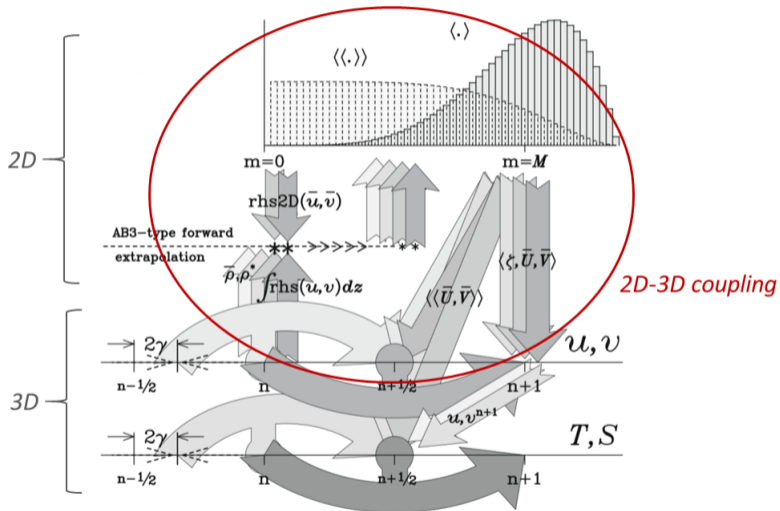 ⟨.⟩
⟨⟨.⟩⟩
2D
m=0
m=M
rhs2D(ū,v̄)
AB3-type forward
**
>>>>>
**
extrapolation
ρ̄,ρ*
⟨ζ,Ū,V̄⟩
2D-3D coupling
∫rhs(u,v)dz
⟨⟨Ū,V̄⟩⟩
2γ
u,v
n-1/2
n
n+1/2
n+1
3D
u,vⁿ⁺¹
2γ
T,S
n-1/2
n
n+1/2
n+1